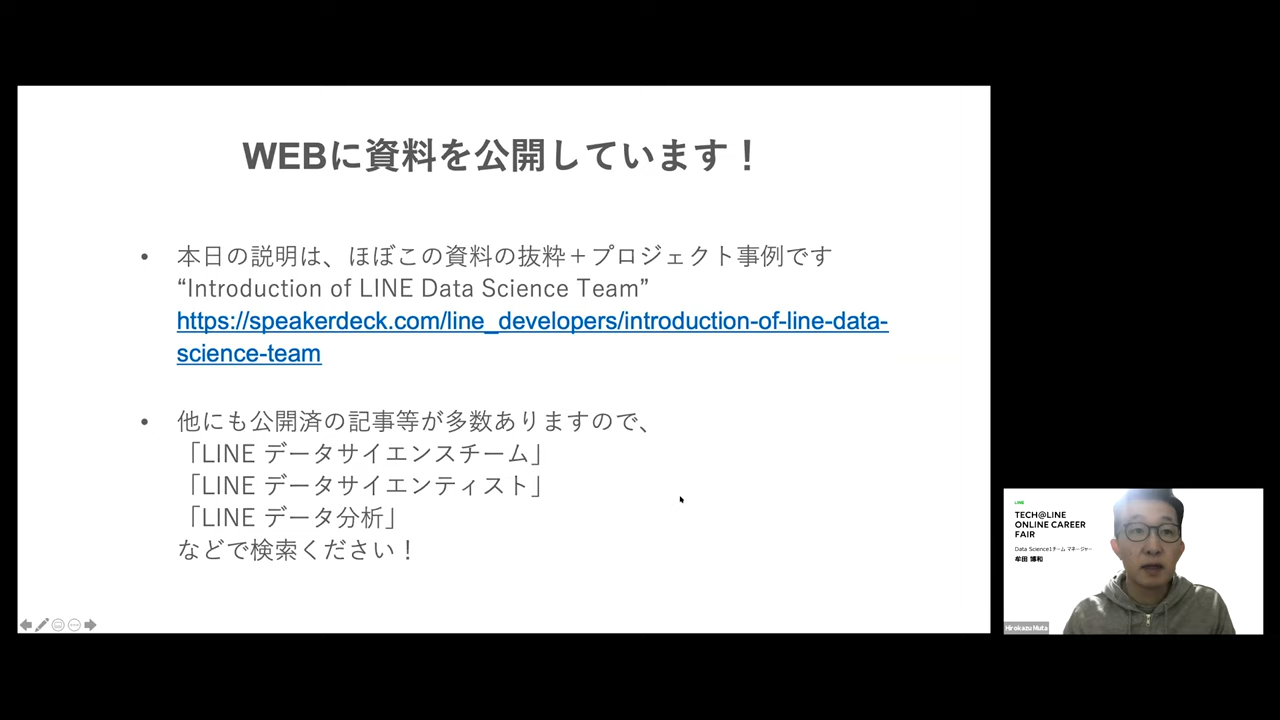 WEBに資料を公開しています！
• 本日の説明は、ほぼこの資料の抜粋＋プロジェクト事例です
“Introduction of LINE Data Science Team”
https://speakerdeck.com/line_developers/introduction-of-line-data-
science-team
• 他にも公開済の記事等が多数ありますので、
「LINE データサイエンスチーム」
「LINE データサイエンティスト」
「LINE データ分析」
などで検索ください！
LINE
TECH@LINE
ONLINE CAREER
FAIR
Data Science1チーム マネージャー
牟田 博和
Hirokazu Muta